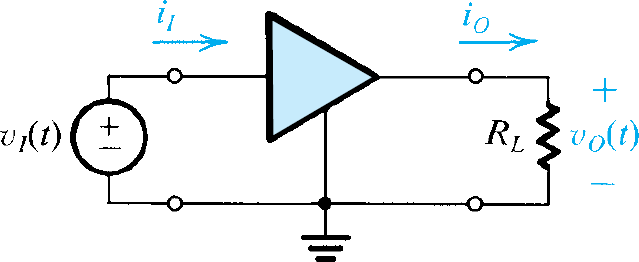 i_I
i_O
+
v_I(t)
+
−
R_L
v_O(t)
−